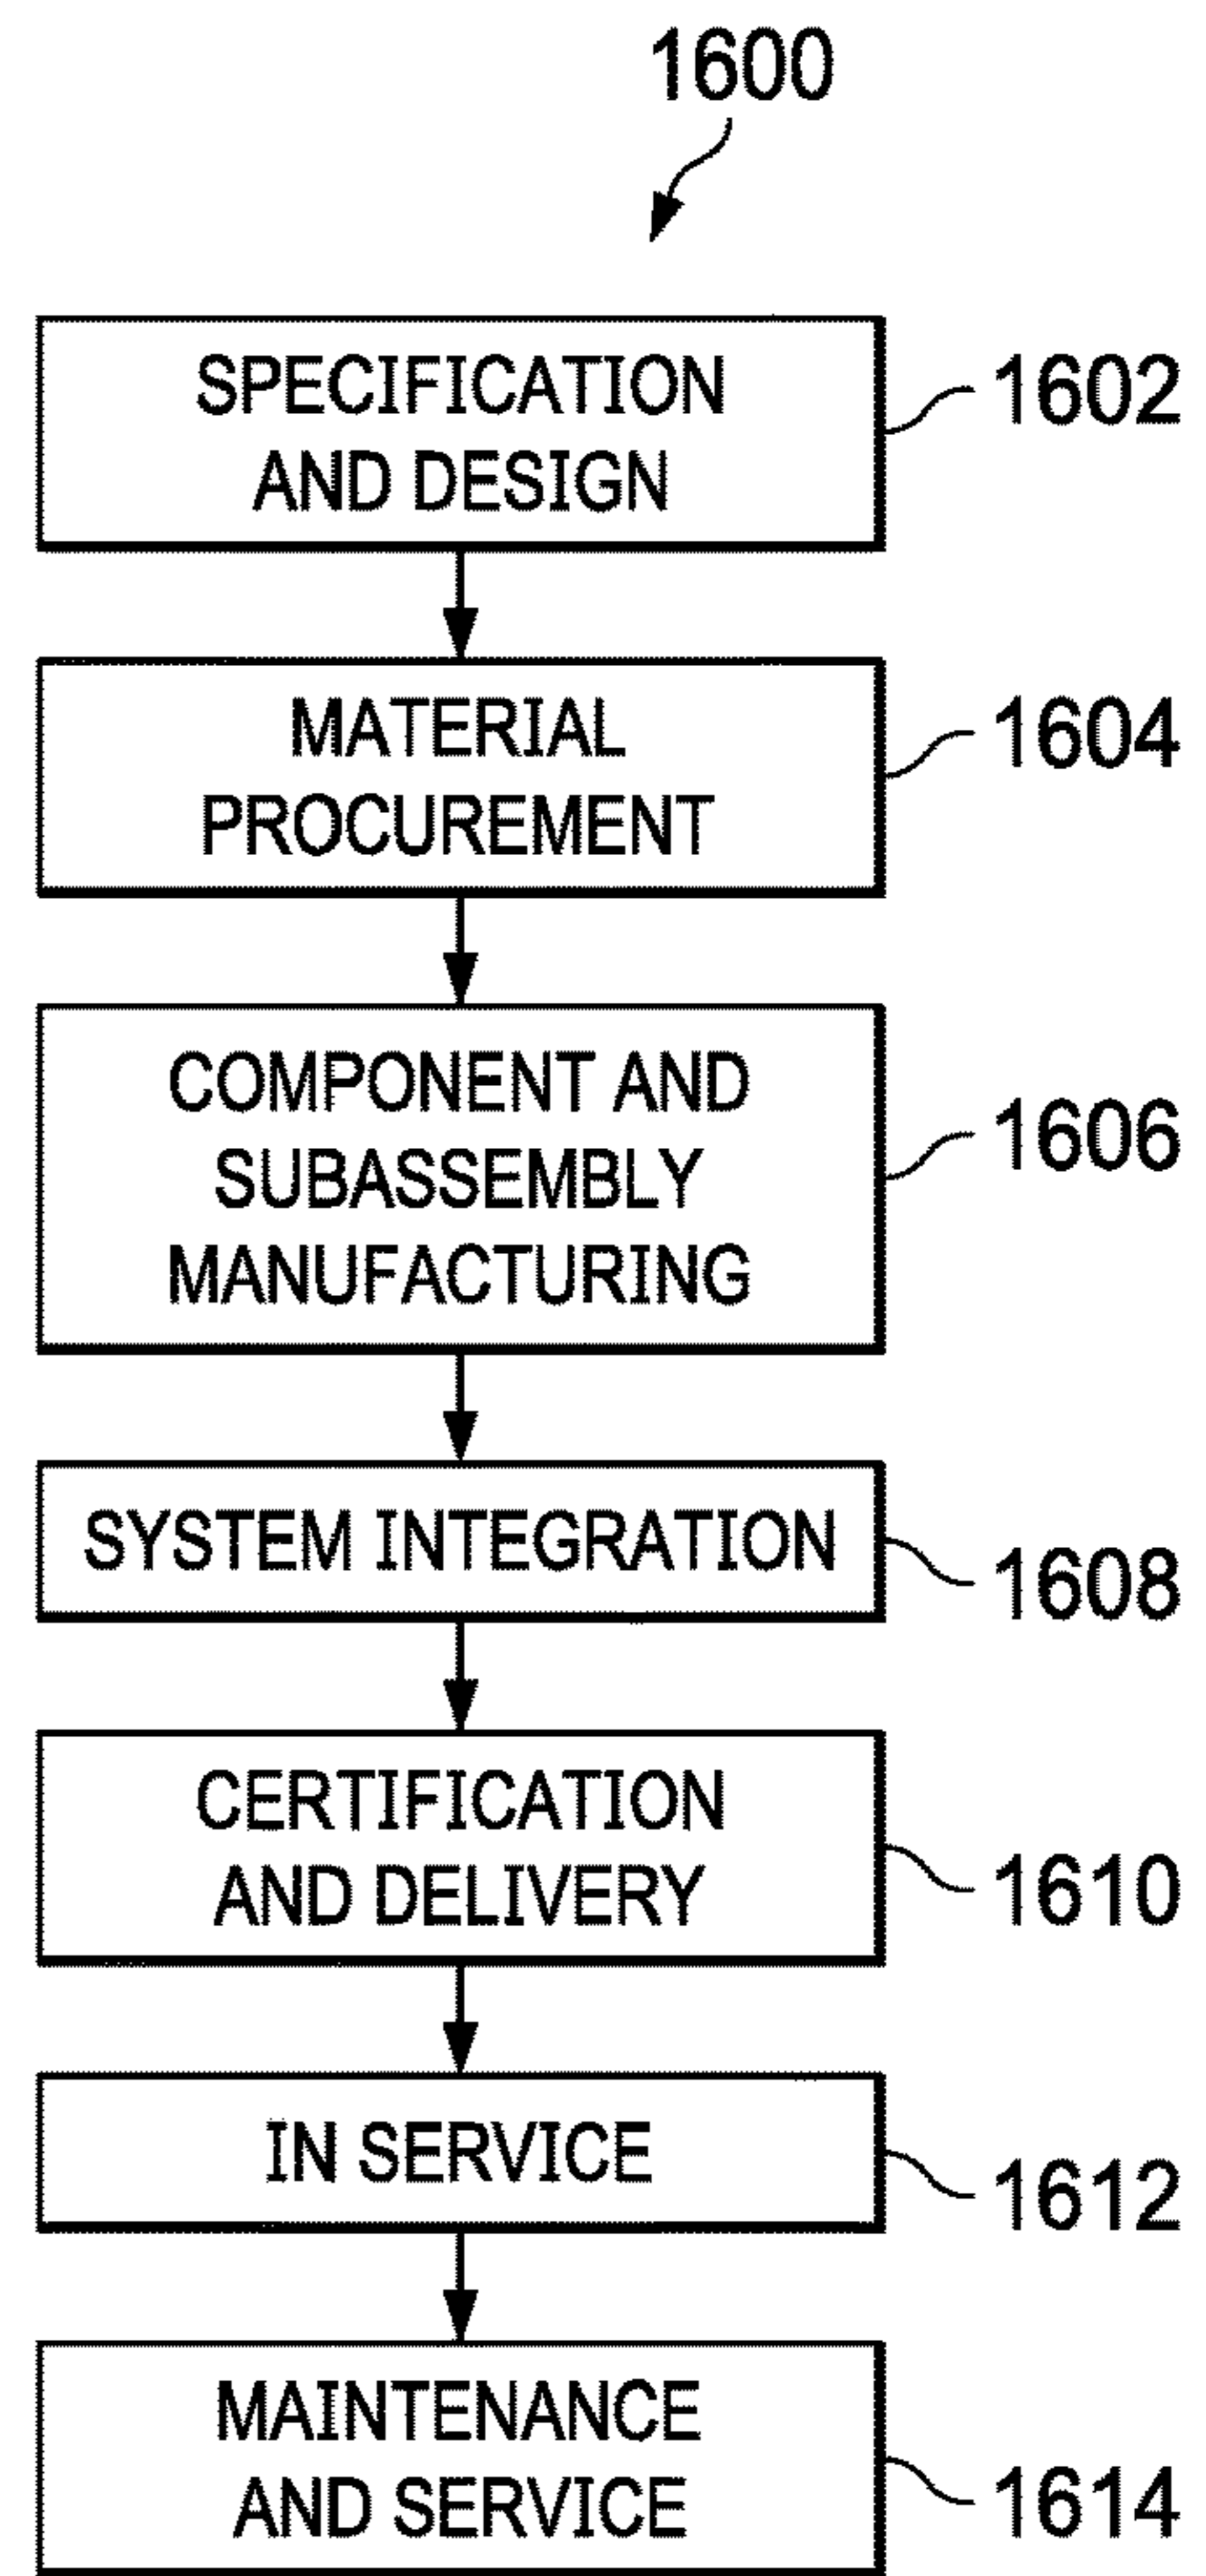 1600
SPECIFICATION
AND DESIGN
1602
MATERIAL
PROCUREMENT
1604
COMPONENT AND
SUBASSEMBLY
MANUFACTURING
1606
SYSTEM INTEGRATION
1608
CERTIFICATION
AND DELIVERY
1610
IN SERVICE
1612
MAINTENANCE
AND SERVICE
1614